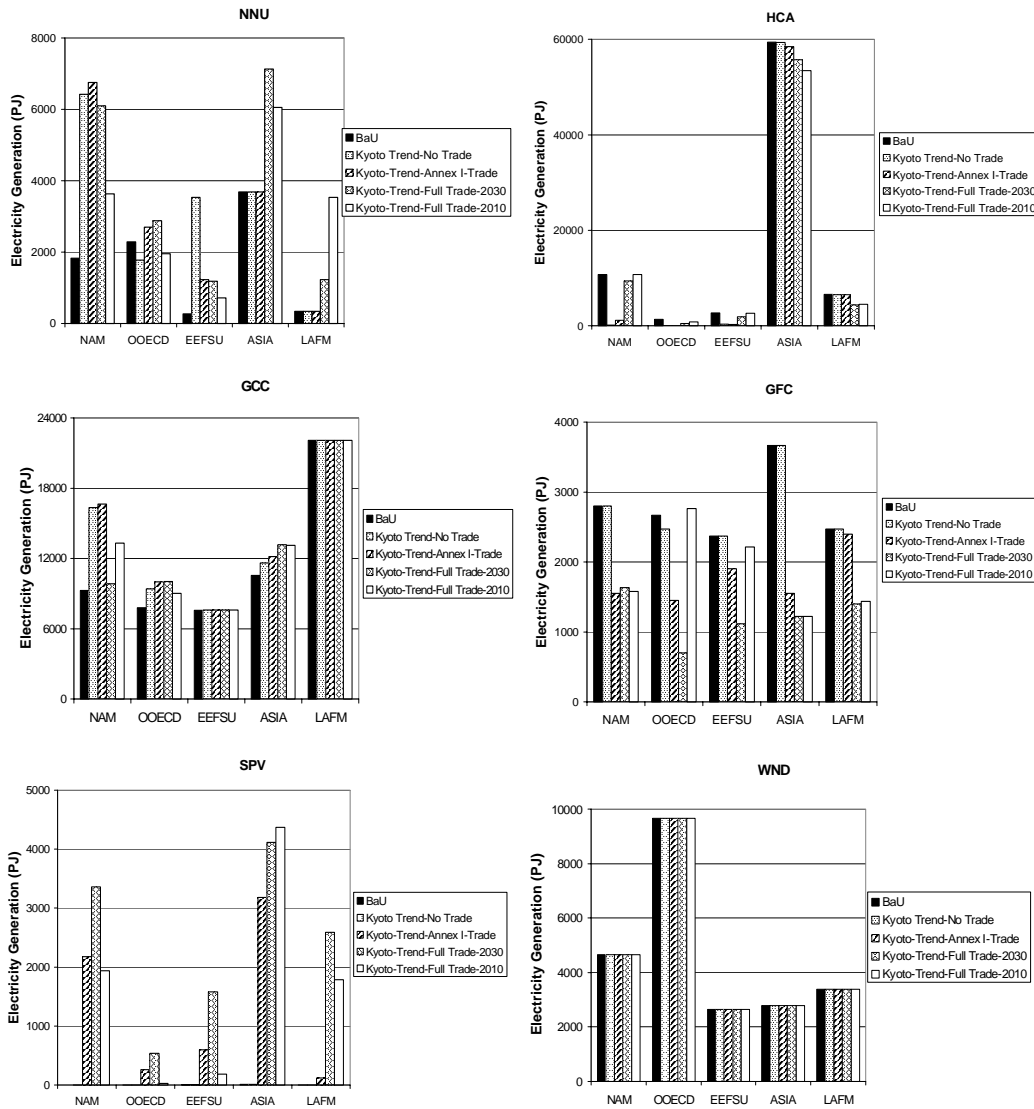 NNU
Electricity Generation (PJ)
8000
6000
4000
2000
0
NAM OOECD EEFSU ASIA LAFM
BaU
Kyoto Trend-No Trade
Kyoto-Trend-Annex I-Trade
Kyoto-Trend-Full Trade-2030
Kyoto-Trend-Full Trade-2010
HCA
Electricity Generation (PJ)
60000
40000
20000
0
NAM OOECD EEFSU ASIA LAFM
BaU
Kyoto Trend-No Trade
Kyoto-Trend-Annex I-Trade
Kyoto-Trend-Full Trade-2030
Kyoto-Trend-Full Trade-2010
GCC
Electricity Generation (PJ)
24000
18000
12000
6000
0
NAM OOECD EEFSU ASIA LAFM
BaU
Kyoto Trend-No Trade
Kyoto-Trend-Annex I-Trade
Kyoto-Trend-Full Trade-2030
Kyoto-Trend-Full Trade-2010
GFC
Electricity Generation (PJ)
4000
3000
2000
1000
0
NAM OOECD EEFSU ASIA LAFM
BaU
Kyoto Trend-No Trade
Kyoto-Trend-Annex I-Trade
Kyoto-Trend-Full Trade-2030
Kyoto-Trend-Full Trade-2010
SPV
Electricity Generation (PJ)
5000
4000
3000
2000
1000
0
NAM OOECD EEFSU ASIA LAFM
BaU
Kyoto Trend-No Trade
Kyoto-Trend-Annex I-Trade
Kyoto-Trend-Full Trade-2030
Kyoto-Trend-Full Trade-2010
WND
Electricity Generation (PJ)
10000
8000
6000
4000
2000
0
NAM OOECD EEFSU ASIA LAFM
BaU
Kyoto Trend-No Trade
Kyoto-Trend-Annex I-Trade
Kyoto-Trend-Full Trade-2030
Kyoto-Trend-Full Trade-2010